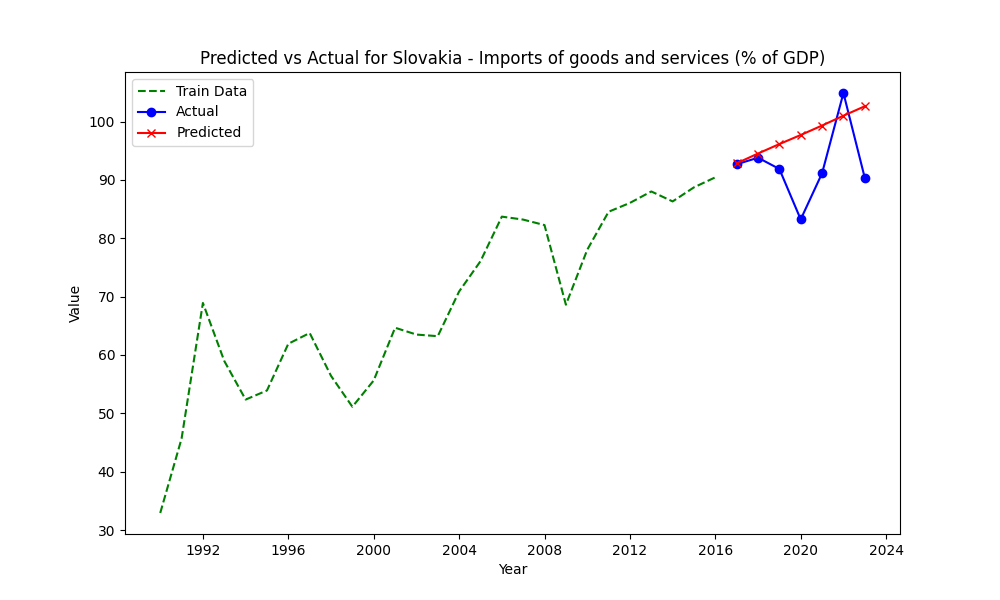 Predicted vs Actual for Slovakia - Imports of goods and services (% of GDP)
Train Data
Actual
Predicted
100
90
80
70
60
50
40
30
Value
1992 1996 2000 2004 2008 2012 2016 2020 2024
Year